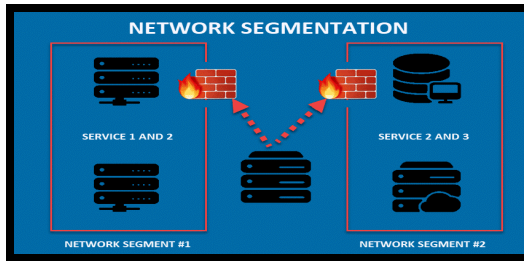 NETWORK SEGMENTATION
SERVICE 1 AND 2
SERVICE 2 AND 3
NETWORK SEGMENT #1
NETWORK SEGMENT #2